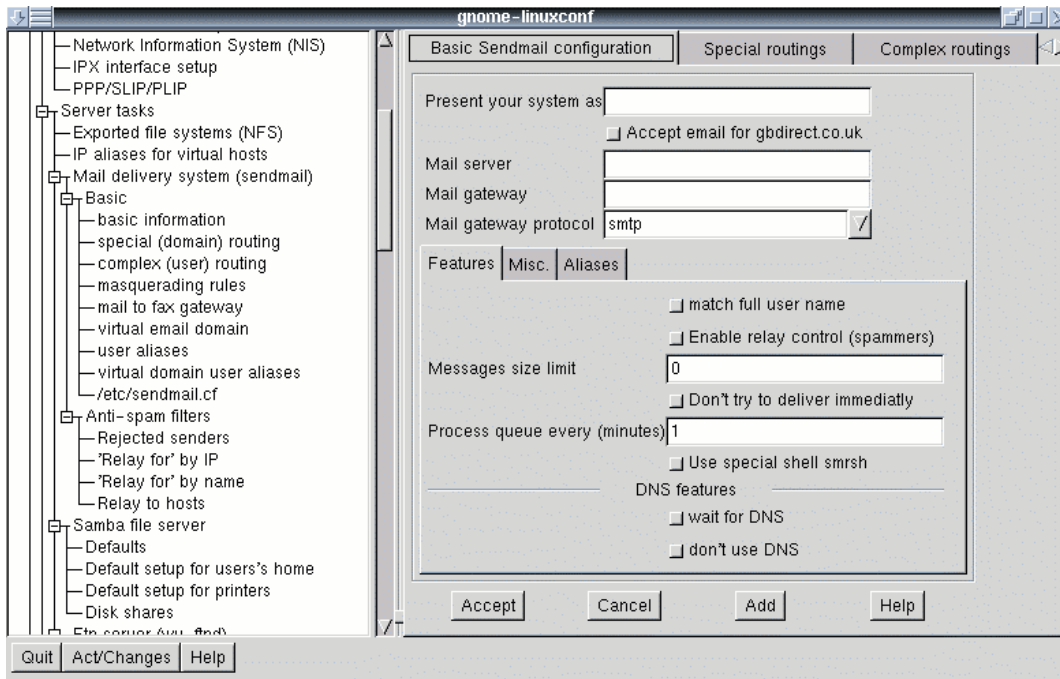 gnome-linuxconf
Network Information System (NIS)
IPX interface setup
PPP/SLIP/PLIP
Server tasks
Exported file systems (NFS)
IP aliases for virtual hosts
Mail delivery system (sendmail)
Basic
basic information
special (domain) routing
complex (user) routing
masquerading rules
mail to fax gateway
virtual email domain
user aliases
virtual domain user aliases
/etc/sendmail.cf
Anti-spam filters
Rejected senders
'Relay for' by IP
'Relay for' by name
Relay to hosts
Samba file server
Defaults
Default setup for users's home
Default setup for printers
Disk shares
Ftp server (wu-ftpd)
Quit Act/Changes Help
Basic Sendmail configuration Special routings Complex routings
Present your system as
Accept email for gbdirect.co.uk
Mail server
Mail gateway
Mail gateway protocol smtp
Features Misc. Aliases
match full user name
Enable relay control (spammers)
Messages size limit 0
Don't try to deliver immediatly
Process queue every (minutes) 1
Use special shell smrsh
DNS features
wait for DNS
don't use DNS
Accept Cancel Add Help